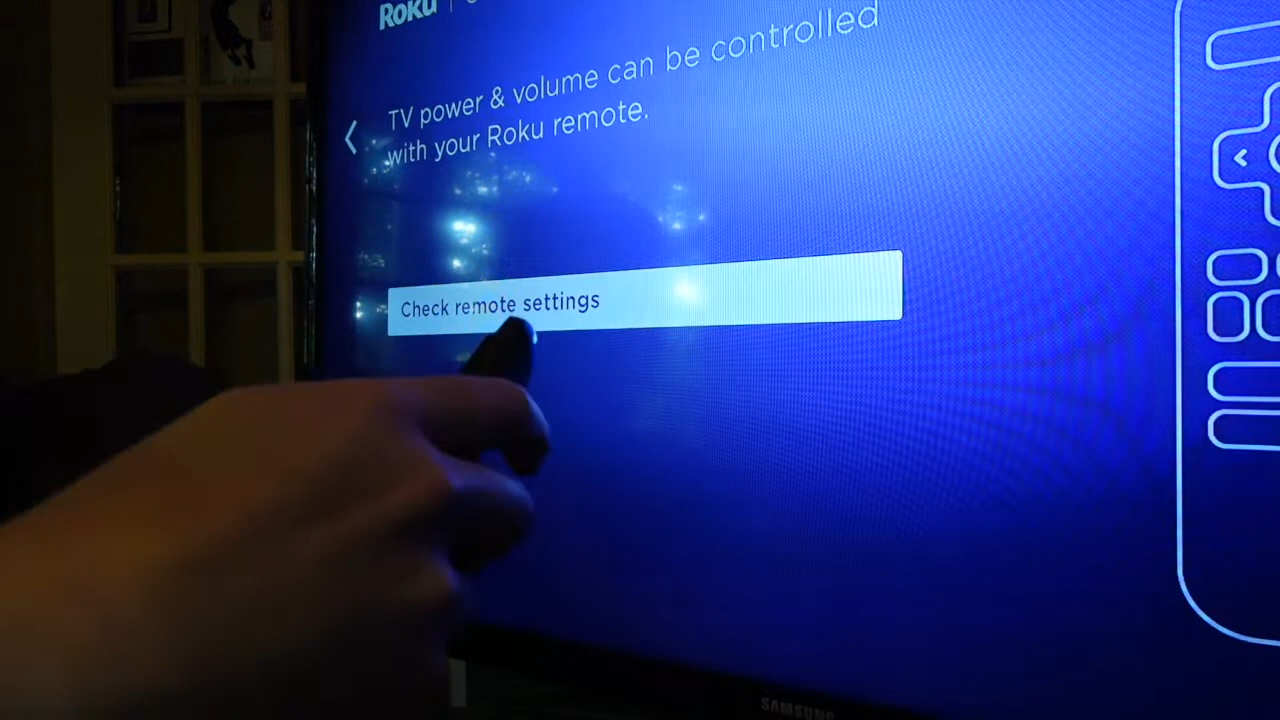 Roku
TV power & volume can be controlled
with your Roku remote.
Check remote settings
SAMSUNG